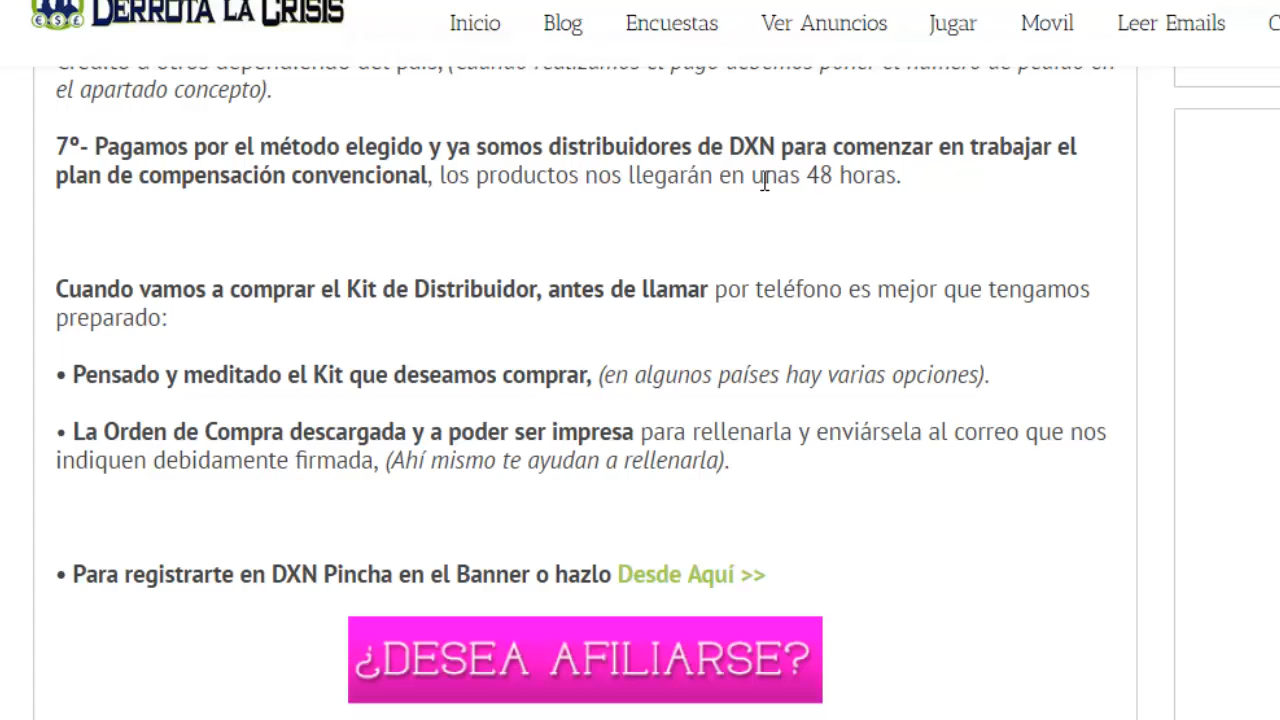 DERROTA LA CRISIS
Inicio Blog Encuestas Ver Anuncios Jugar Movil Leer Emails
el apartado concepto).
7º- Pagamos por el método elegido y ya somos distribuidores de DXN para comenzar en trabajar el
plan de compensación convencional, los productos nos llegarán en unas 48 horas.
Cuando vamos a comprar el Kit de Distribuidor, antes de llamar por teléfono es mejor que tengamos
preparado:
• Pensado y meditado el Kit que deseamos comprar, (en algunos países hay varias opciones).
• La Orden de Compra descargada y a poder ser impresa para rellenarla y enviársela al correo que nos
indiquen debidamente firmada, (Ahí mismo te ayudan a rellenarla).
• Para registrarte en DXN Pincha en el Banner o hazlo Desde Aquí >>
¿DESEA AFILIARSE?